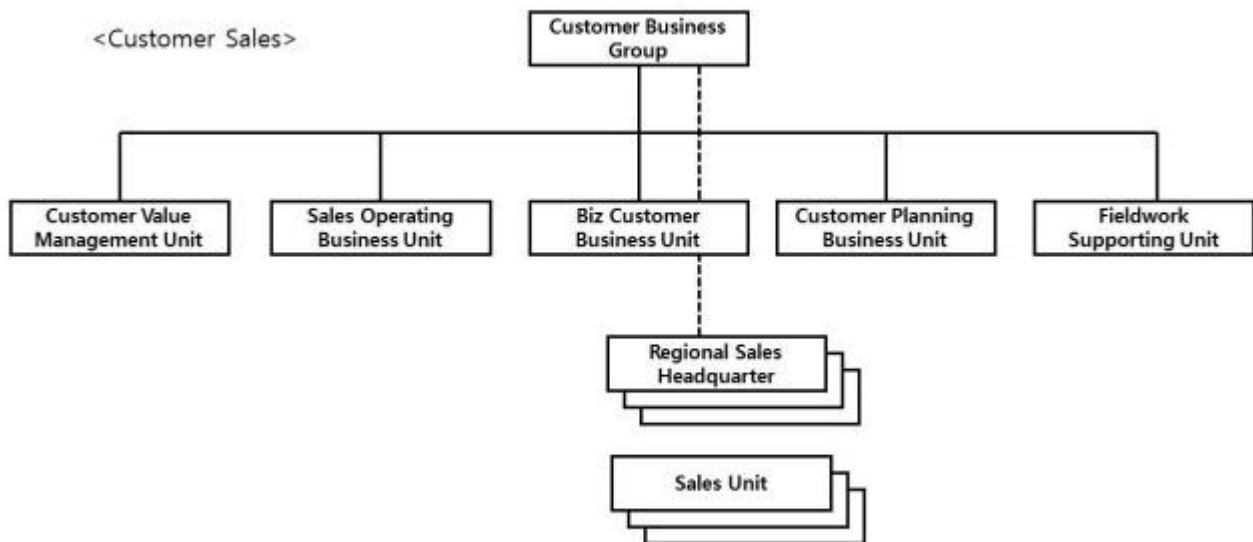 <Customer Sales>
Customer Business
Group
Customer Value
Management Unit
Sales Operating
Business Unit
Biz Customer
Business Unit
Customer Planning
Business Unit
Fieldwork
Supporting Unit
Regional Sales
Headquarter
Sales Unit